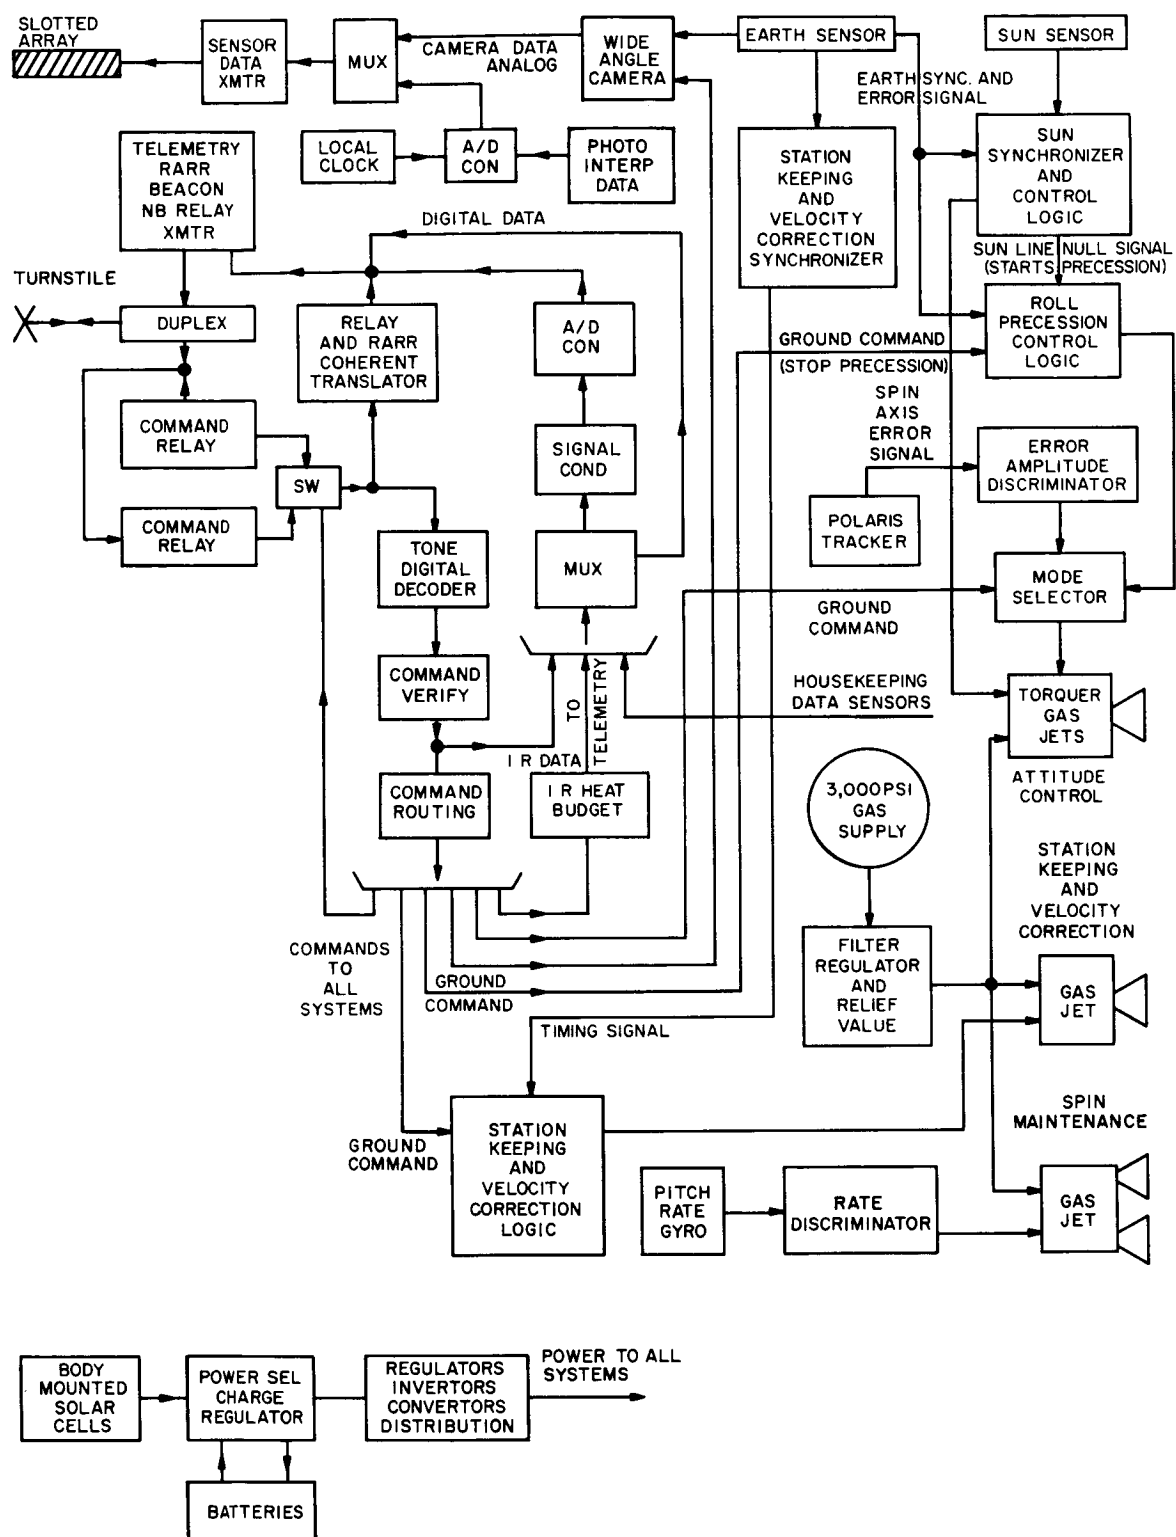 SLOTTED
ARRAY
SENSOR
DATA
XMTR
MUX
CAMERA DATA
ANALOG
WIDE
ANGLE
CAMERA
EARTH SENSOR
SUN SENSOR
EARTH SYNC. AND
ERROR SIGNAL
LOCAL
CLOCK
A/D
CON
PHOTO
INTERP
DATA
STATION
KEEPING
AND
VELOCITY
CORRECTION
SYNCHRONIZER
SUN
SYNCHRONIZER
AND
CONTROL
LOGIC
TELEMETRY
RARR
BEACON
NB RELAY
XMTR
DIGITAL DATA
SUN LINE NULL SIGNAL
(STARTS PRECESSION)
TURNSTILE
DUPLEX
RELAY
AND RARR
COHERENT
TRANSLATOR
A/D
CON
ROLL
PRECESSION
CONTROL
LOGIC
GROUND COMMAND
(STOP PRECESSION)
COMMAND
RELAY
SW
COMMAND
RELAY
SIGNAL
COND
SPIN
AXIS
ERROR
SIGNAL
ERROR
AMPLITUDE
DISCRIMINATOR
POLARIS
TRACKER
TONE
DIGITAL
DECODER
MUX
MODE
SELECTOR
GROUND
COMMAND
COMMAND
VERIFY
TO
TELEMETRY
HOUSEKEEPING
DATA SENSORS
TORQUER
GAS
JETS
ATTITUDE
CONTROL
I R DATA
COMMAND
ROUTING
I R HEAT
BUDGET
3,000 PSI
GAS
SUPPLY
STATION
KEEPING
AND
VELOCITY
CORRECTION
COMMANDS
TO
ALL
SYSTEMS
GROUND
COMMAND
FILTER
REGULATOR
AND
RELIEF
VALUE
GAS
JET
TIMING SIGNAL
GROUND
COMMAND
STATION
KEEPING
AND
VELOCITY
CORRECTION
LOGIC
SPIN
MAINTENANCE
PITCH
RATE
GYRO
RATE
DISCRIMINATOR
GAS
JET
BODY
MOUNTED
SOLAR
CELLS
POWER SEL
CHARGE
REGULATOR
REGULATORS
INVERTORS
CONVERTORS
DISTRIBUTION
POWER TO ALL
SYSTEMS
BATTERIES